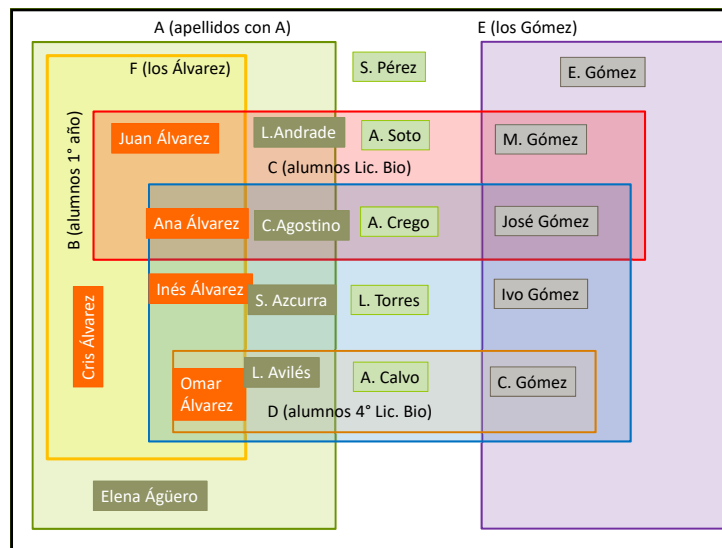 A (apellidos con A)
E (los Gómez)
S. Pérez
F (los Álvarez)
E. Gómez
B (alumnos 1° año)
Juan Álvarez
L.Andrade
A. Soto
M. Gómez
C (alumnos Lic. Bio)
Ana Álvarez
C.Agostino
A. Crego
José Gómez
Inés Álvarez
S. Azcurra
L. Torres
Ivo Gómez
Cris Álvarez
Omar
Álvarez
L. Avilés
A. Calvo
C. Gómez
D (alumnos 4° Lic. Bio)
Elena Ágüero